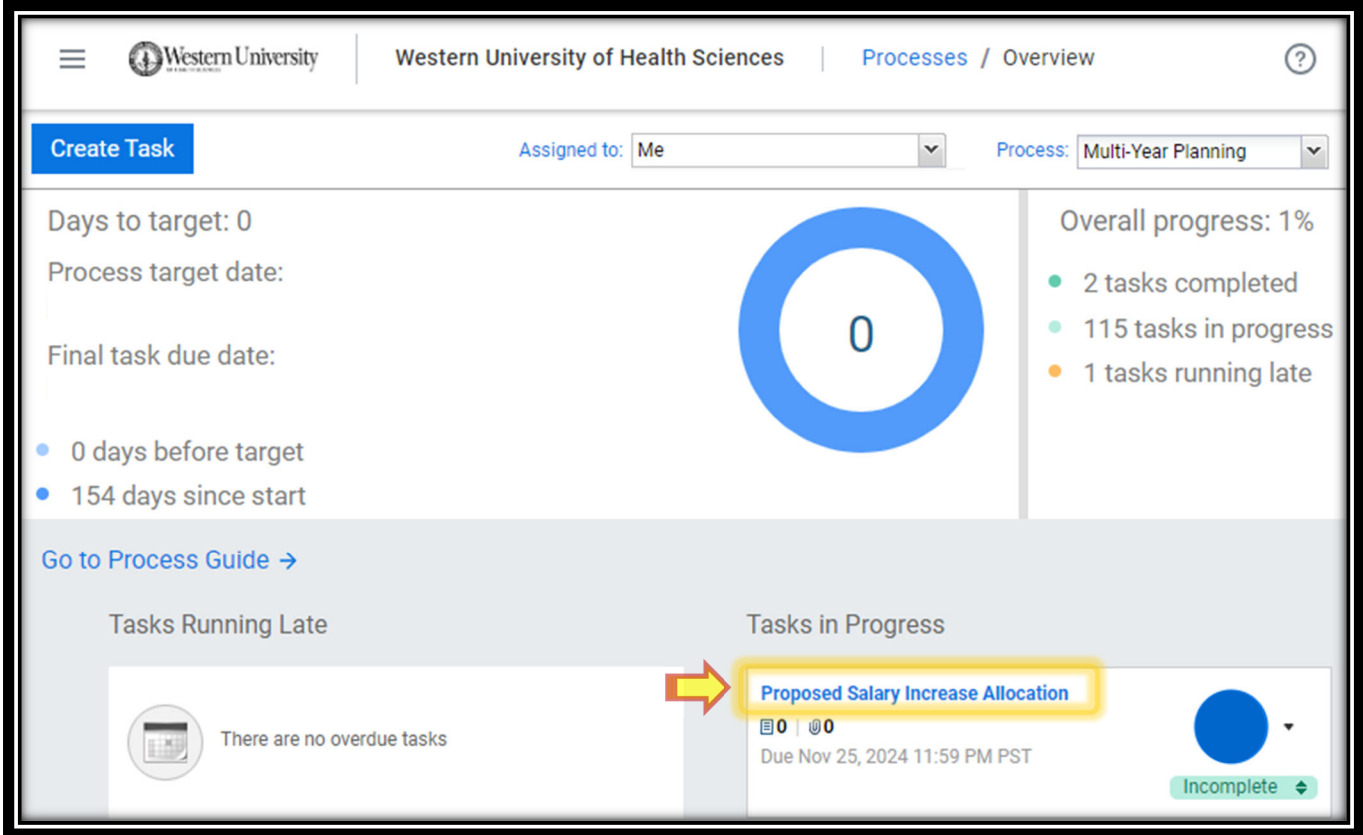 Western University
Western University of Health Sciences | Processes / Overview
?
Create Task
Assigned to: Me
Process: Multi-Year Planning
Days to target: 0
Process target date:
Final task due date:
0 days before target
154 days since start
0
Overall progress: 1%
2 tasks completed
115 tasks in progress
1 tasks running late
Go to Process Guide →
Tasks Running Late
There are no overdue tasks
Tasks in Progress
Proposed Salary Increase Allocation
0 | 0
Due Nov 25, 2024 11:59 PM PST
Incomplete